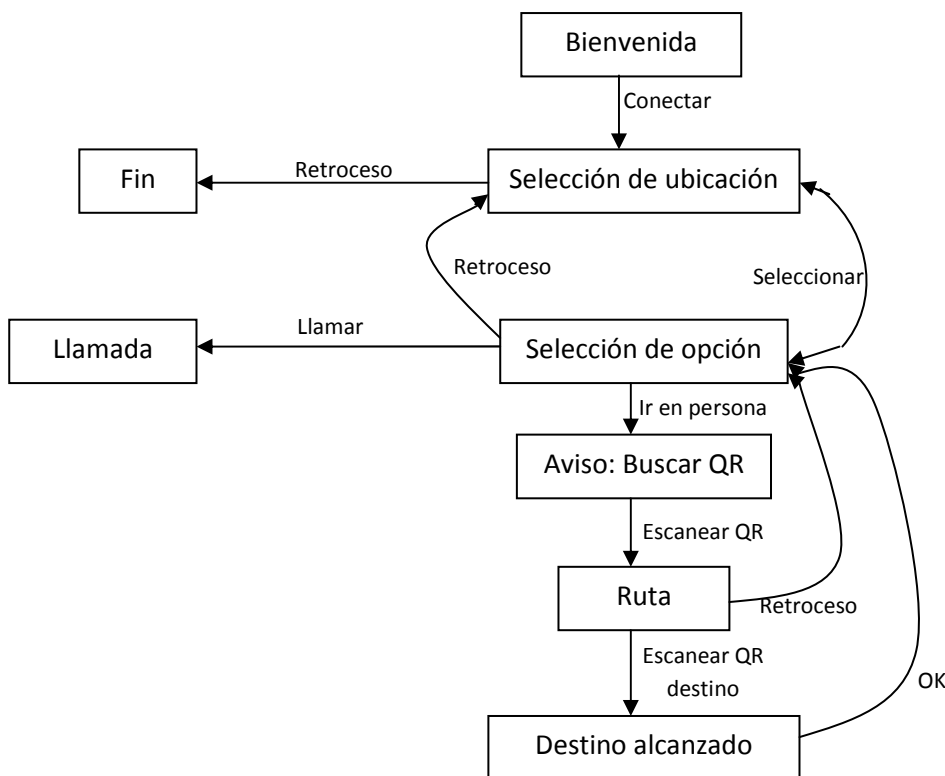 Bienvenida
Conectar
Fin
Retroceso
Selección de ubicación
Retroceso
Seleccionar
Llamada
Llamar
Selección de opción
Ir en persona
Aviso: Buscar QR
Escanear QR
Ruta
Retroceso
Escanear QR
destino
OK
Destino alcanzado